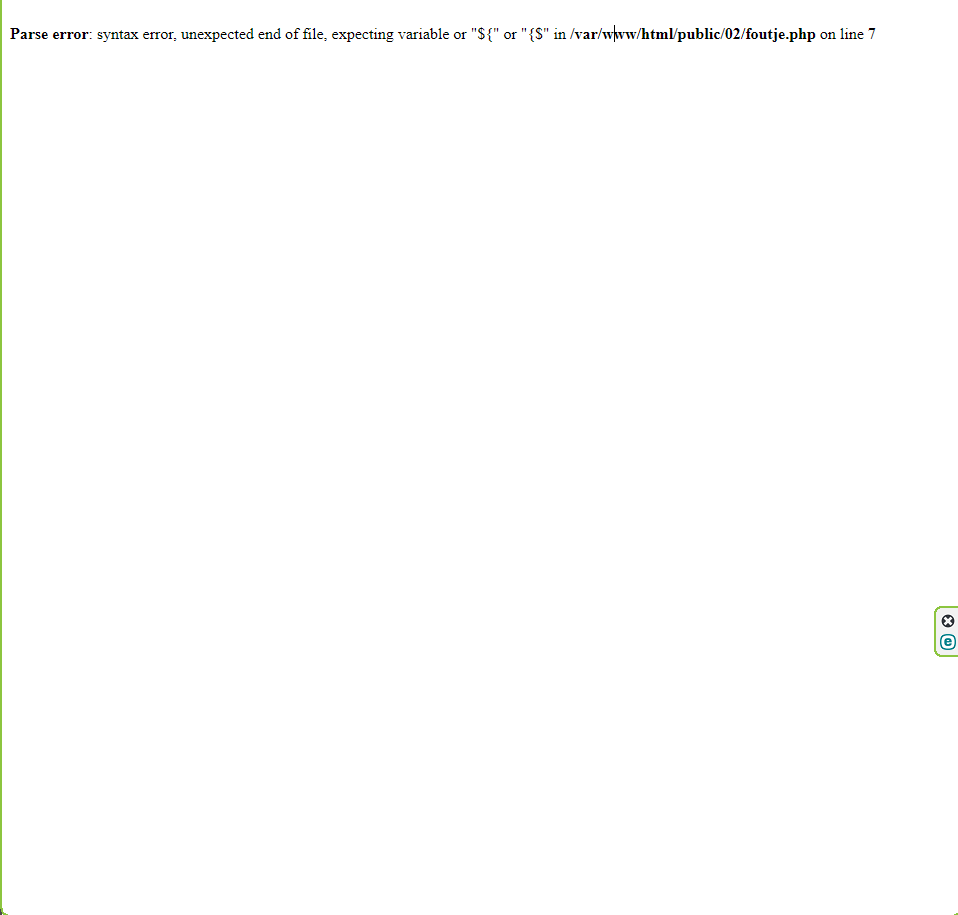 Parse error: syntax error, unexpected end of file, expecting variable or "${" or "{$" in /var/www/html/public/02/foutje.php on line 7
e